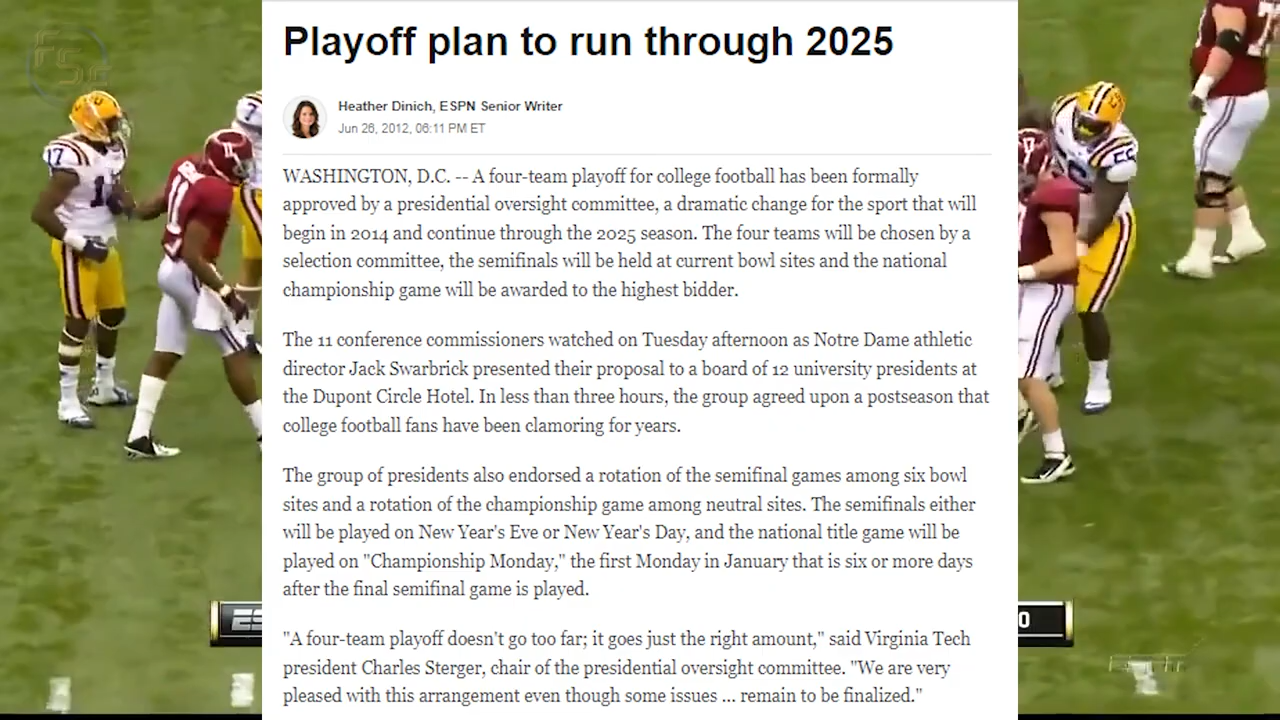 Playoff plan to run through 2025
Heather Dinich, ESPN Senior Writer
Jun 26, 2012, 06:11 PM ET
WASHINGTON, D.C. -- A four-team playoff for college football has been formally
approved by a presidential oversight committee, a dramatic change for the sport that will
begin in 2014 and continue through the 2025 season. The four teams will be chosen by a
selection committee, the semifinals will be held at current bowl sites and the national
championship game will be awarded to the highest bidder.
The 11 conference commissioners watched on Tuesday afternoon as Notre Dame athletic
director Jack Swarbrick presented their proposal to a board of 12 university presidents at
the Dupont Circle Hotel. In less than three hours, the group agreed upon a postseason that
college football fans have been clamoring for years.
The group of presidents also endorsed a rotation of the semifinal games among six bowl
sites and a rotation of the championship game among neutral sites. The semifinals either
will be played on New Year's Eve or New Year's Day, and the national title game will be
played on "Championship Monday," the first Monday in January that is six or more days
after the final semifinal game is played.
"A four-team playoff doesn't go too far; it goes just the right amount," said Virginia Tech
president Charles Sterger, chair of the presidential oversight committee. "We are very
pleased with this arrangement even though some issues ... remain to be finalized."
FSG
17
7
11
56
0